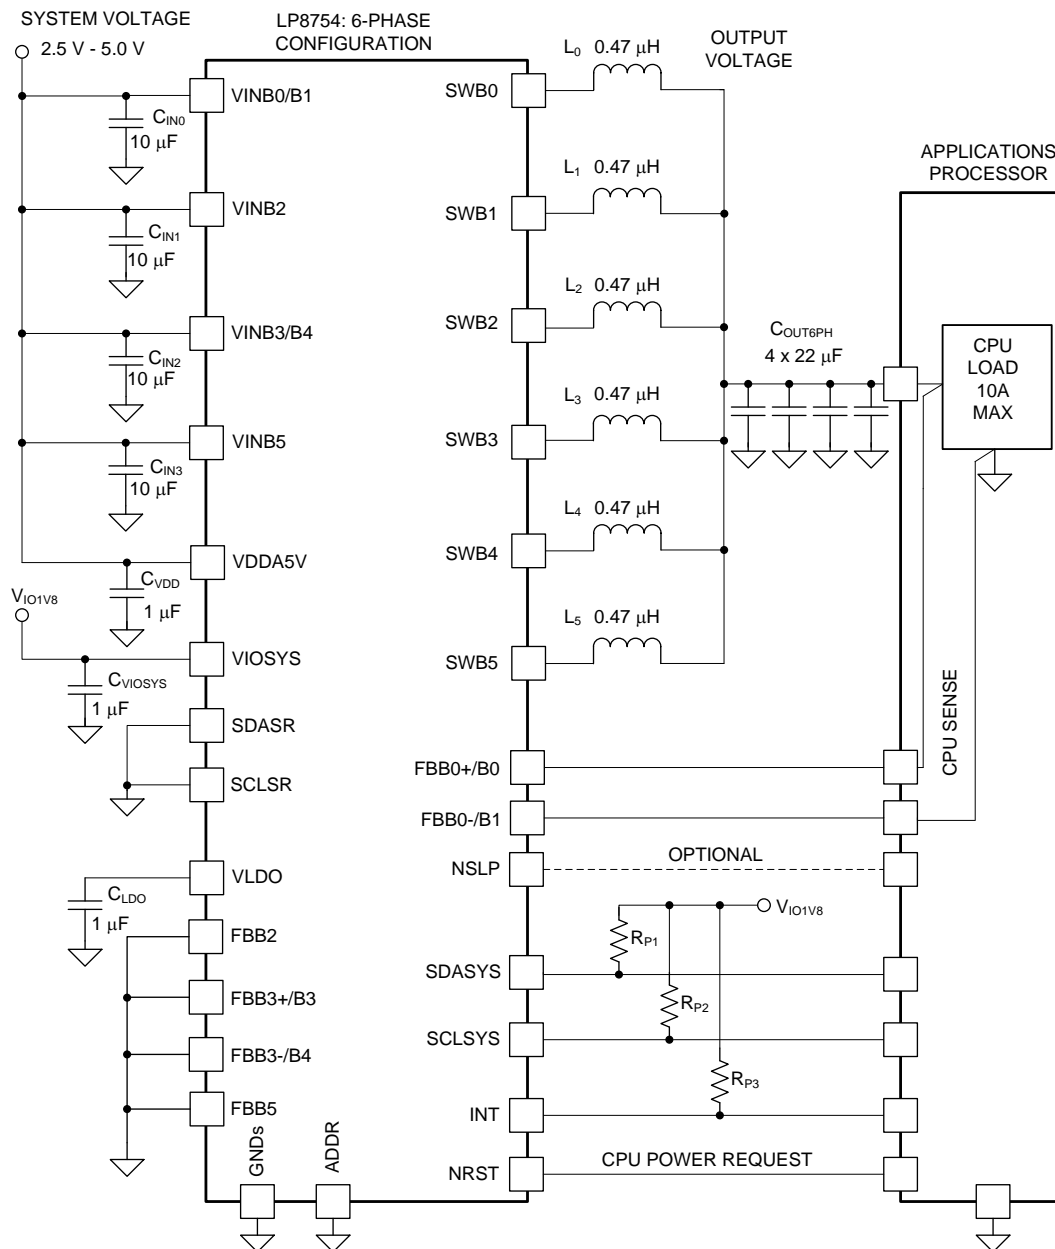 SYSTEM VOLTAGE
2.5 V - 5.0 V
LP8754: 6-PHASE
CONFIGURATION
OUTPUT
VOLTAGE
APPLICATIONS
PROCESSOR
VINB0/B1
CIN0
10 µF
VINB2
CIN1
10 µF
VINB3/B4
CIN2
10 µF
VINB5
CIN3
10 µF
VDDA5V
CVDD
1 µF
VIO1V8
VIOSYS
CVIOSYS
1 µF
SDASR
SCLSR
VLDO
CLDO
1 µF
FBB2
FBB3+/B3
FBB3-/B4
FBB5
GNDs
ADDR
SWB0
L0 0.47 µH
SWB1
L1 0.47 µH
SWB2
L2 0.47 µH
SWB3
L3 0.47 µH
SWB4
L4 0.47 µH
SWB5
L5 0.47 µH
COUT6PH
4 x 22 µF
CPU
LOAD
10A
MAX
CPU SENSE
FBB0+/B0
FBB0-/B1
NSLP
OPTIONAL
VIO1V8
RP1
SDASYS
RP2
SCLSYS
RP3
INT
NRST
CPU POWER REQUEST